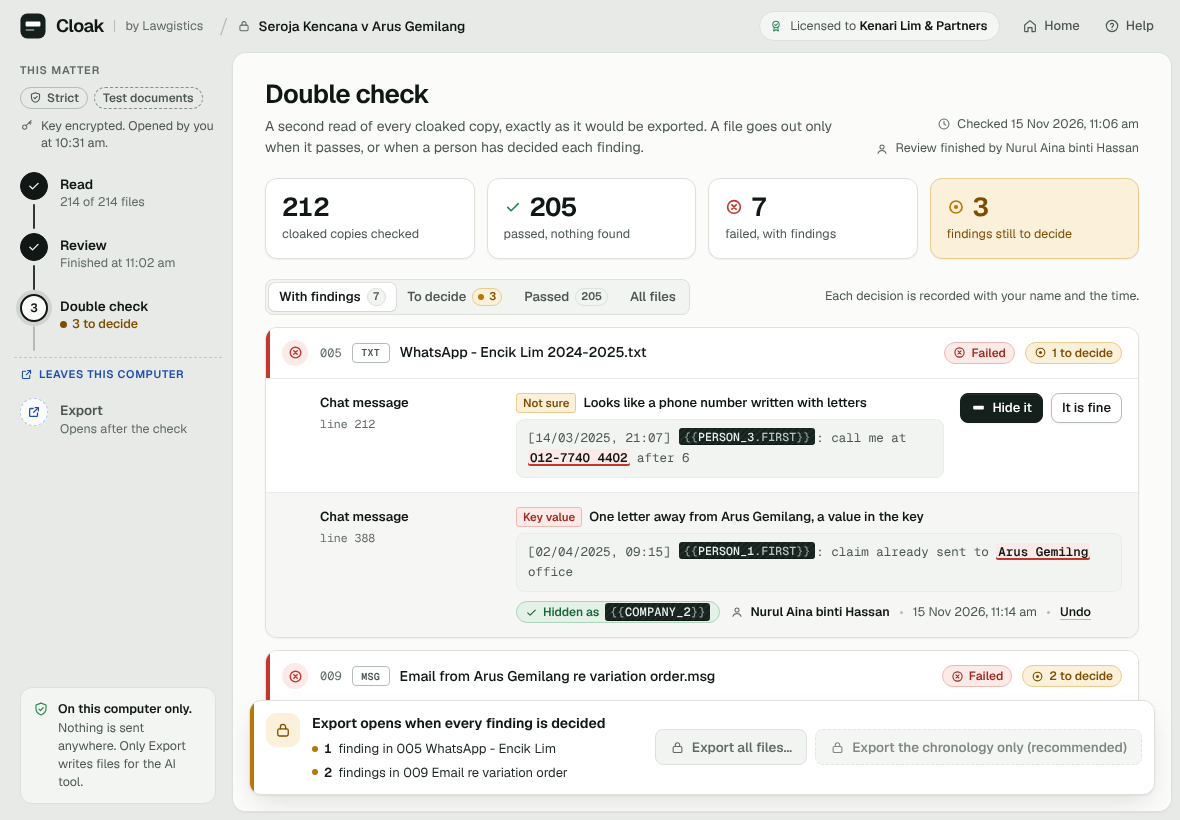 Cloak
by Lawgistics
Seroja Kencana v Arus Gemilang
Licensed to Kenari Lim & Partners
Home
Help
THIS MATTER
Strict
Test documents
Key encrypted. Opened by you
at 10:31 am.
Read
214 of 214 files
Review
Finished at 11:02 am
3
Double check
3 to decide
LEAVES THIS COMPUTER
Export
Opens after the check
On this computer only.
Nothing is sent
anywhere. Only Export
writes files for the AI
tool.
Double check
A second read of every cloaked copy, exactly as it would be exported. A file goes out only
when it passes, or when a person has decided each finding.
Checked 15 Nov 2026, 11:06 am
Review finished by Nurul Aina binti Hassan
212
cloaked copies checked
205
passed, nothing found
7
failed, with findings
3
findings still to decide
With findings 7
To decide 3
Passed 205
All files
Each decision is recorded with your name and the time.
005 TXT WhatsApp - Encik Lim 2024-2025.txt
Failed
1 to decide
Chat message
line 212
Not sure Looks like a phone number written with letters
[14/03/2025, 21:07] {{PERSON_3.FIRST}}: call me at
012-7740 4402 after 6
Hide it
It is fine
Chat message
line 388
Key value One letter away from Arus Gemilang, a value in the key
[02/04/2025, 09:15] {{PERSON_1.FIRST}}: claim already sent to Arus Gemilng
office
Hidden as {{COMPANY_2}} Nurul Aina binti Hassan • 15 Nov 2026, 11:14 am • Undo
009 MSG Email from Arus Gemilang re variation order.msg
Failed
2 to decide
Export opens when every finding is decided
1 finding in 005 WhatsApp - Encik Lim
2 findings in 009 Email re variation order
Export all files…
Export the chronology only (recommended)